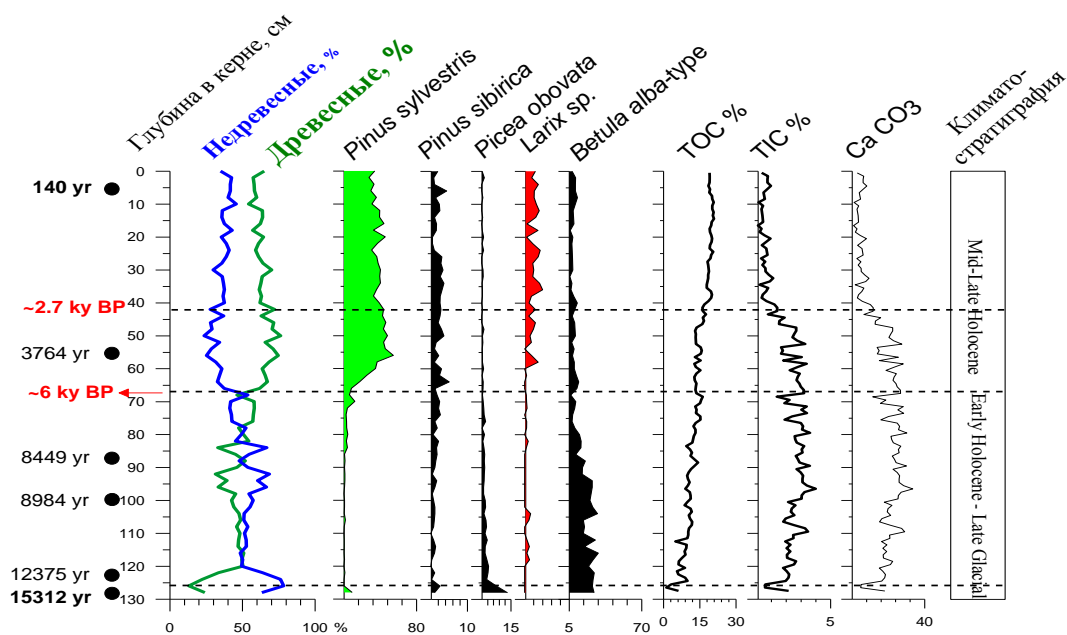 Глубина в керне, см
Недревесные, %
Древесные, %
Pinus sylvestris
Pinus sibirica
Picea obovata
Larix sp.
Betula alba-type
TOC %
TIC %
Ca CO3
Климато-
стратиграфия
140 yr
~2.7 ky BP
3764 yr
~6 ky BP
8449 yr
8984 yr
12375 yr
15312 yr
0
10
20
30
40
50
60
70
80
90
100
110
120
130
Mid-Late Holocene
Early Holocene - Late Glacial
0 50 100 % 80 10 15 5 70 0 15 30 0 6 40